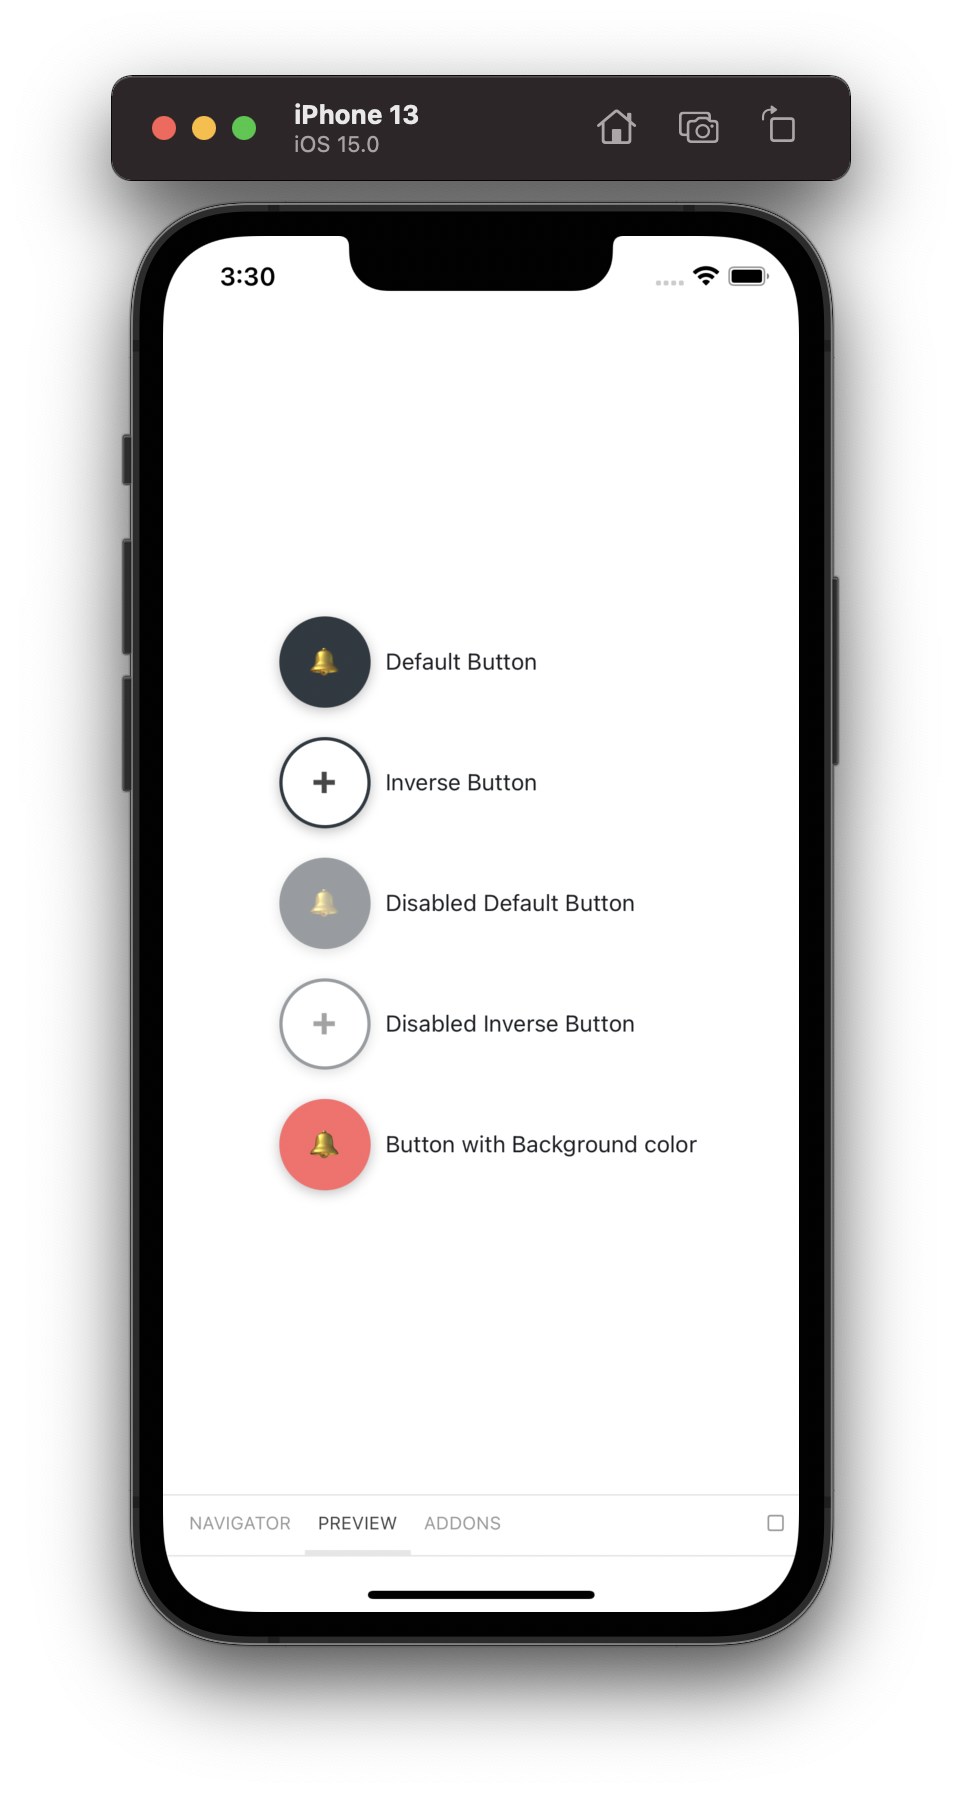 iPhone 13
iOS 15.0
3:30
Default Button
Inverse Button
Disabled Default Button
Disabled Inverse Button
Button with Background color
NAVIGATOR PREVIEW ADDONS